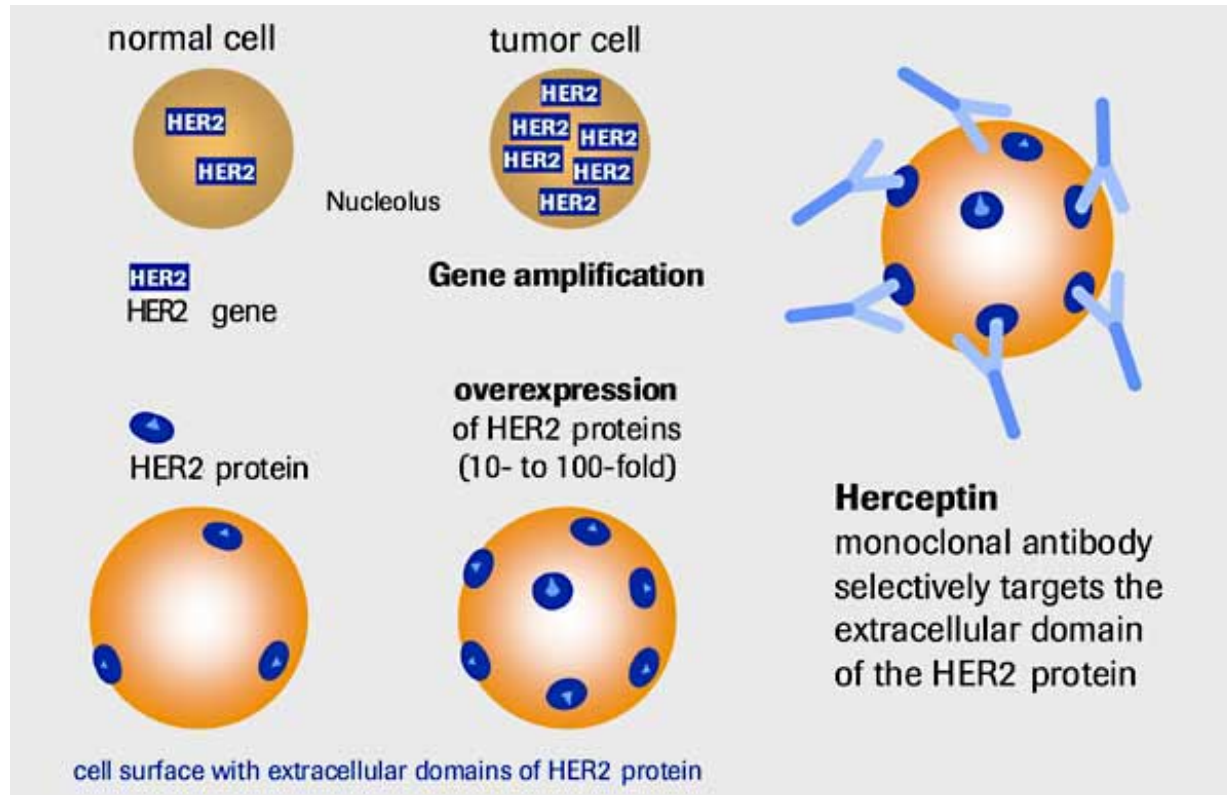 normal cell
tumor cell
HER2
HER2
HER2
HER2
HER2
HER2
HER2
HER2
Nucleolus
HER2
HER2 gene
Gene amplification
HER2 protein
overexpression
of HER2 proteins
(10- to 100-fold)
Herceptin
monoclonal antibody
selectively targets the
extracellular domain
of the HER2 protein
cell surface with extracellular domains of HER2 protein